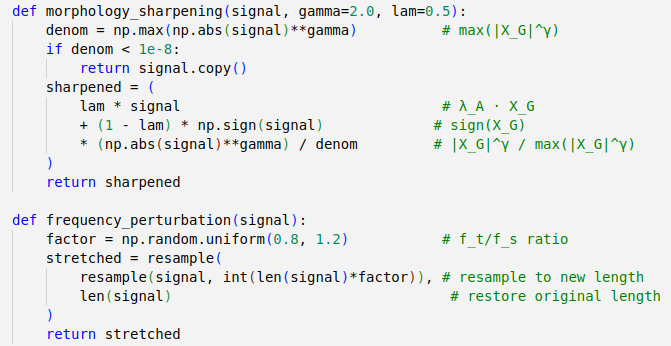 def morphology_sharpening(signal, gamma=2.0, lam=0.5):
    denom = np.max(np.abs(signal)**gamma)          # max(|X_G|^γ)
    if denom < 1e-8:
        return signal.copy()
    sharpened = (
        lam * signal                               # λ_A · X_G
        + (1 - lam) * np.sign(signal)             # sign(X_G)
        * (np.abs(signal)**gamma) / denom         # |X_G|^γ / max(|X_G|^γ)
    )
    return sharpened

def frequency_perturbation(signal):
    factor = np.random.uniform(0.8, 1.2)           # f_t/f_s ratio
    stretched = resample(
        resample(signal, int(len(signal)*factor)), # resample to new length
        len(signal)                                 # restore original length
    )
    return stretched